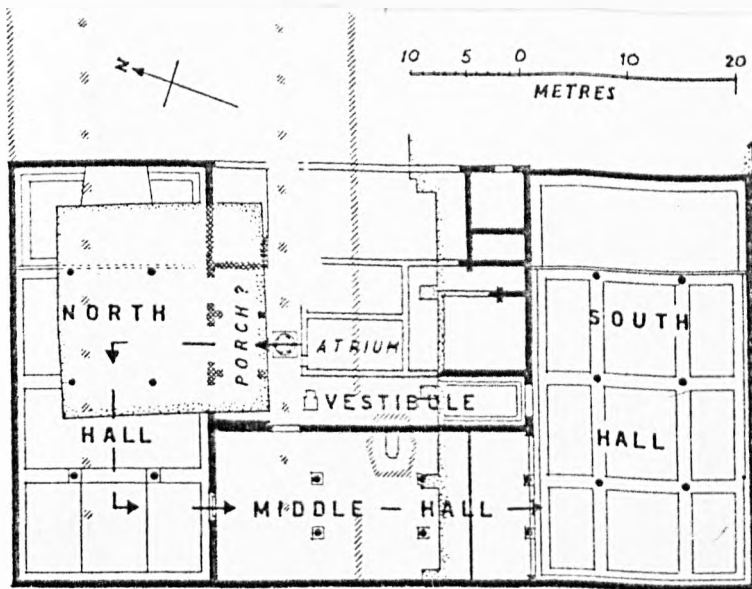 10 5 0 10 20
METRES
N
NORTH
PORCH?
ATRIUM
SOUTH
VESTIBULE
HALL
HALL
MIDDLE — HALL